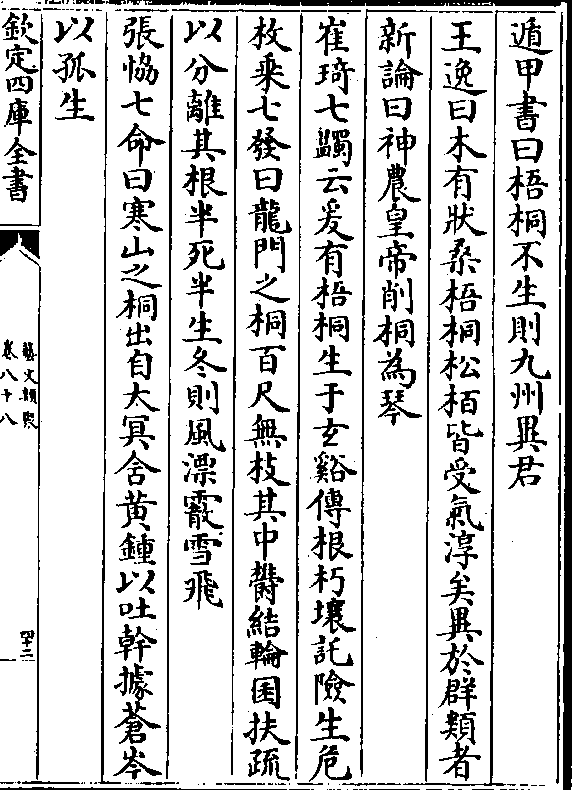 遁甲書曰梧桐不生則九州異君
王逸曰木有狀桑梧桐松栢皆受氣淳矣異於群類者
新論曰神農皇帝削桐為琴
崔琦七蠲云爰有梧桐生于玄谿傳根朽壤託險生危
枚乘七發曰龍門之桐百尺無枝其中欝結輪囷扶疏
以分離其根半死半生冬則風漂霰雪飛
張恊七命曰寒山之桐出自太冥含黄鍾以吐幹據蒼岑
以孤生
欽定四庫全書
藝文類聚
卷八十八
四十二